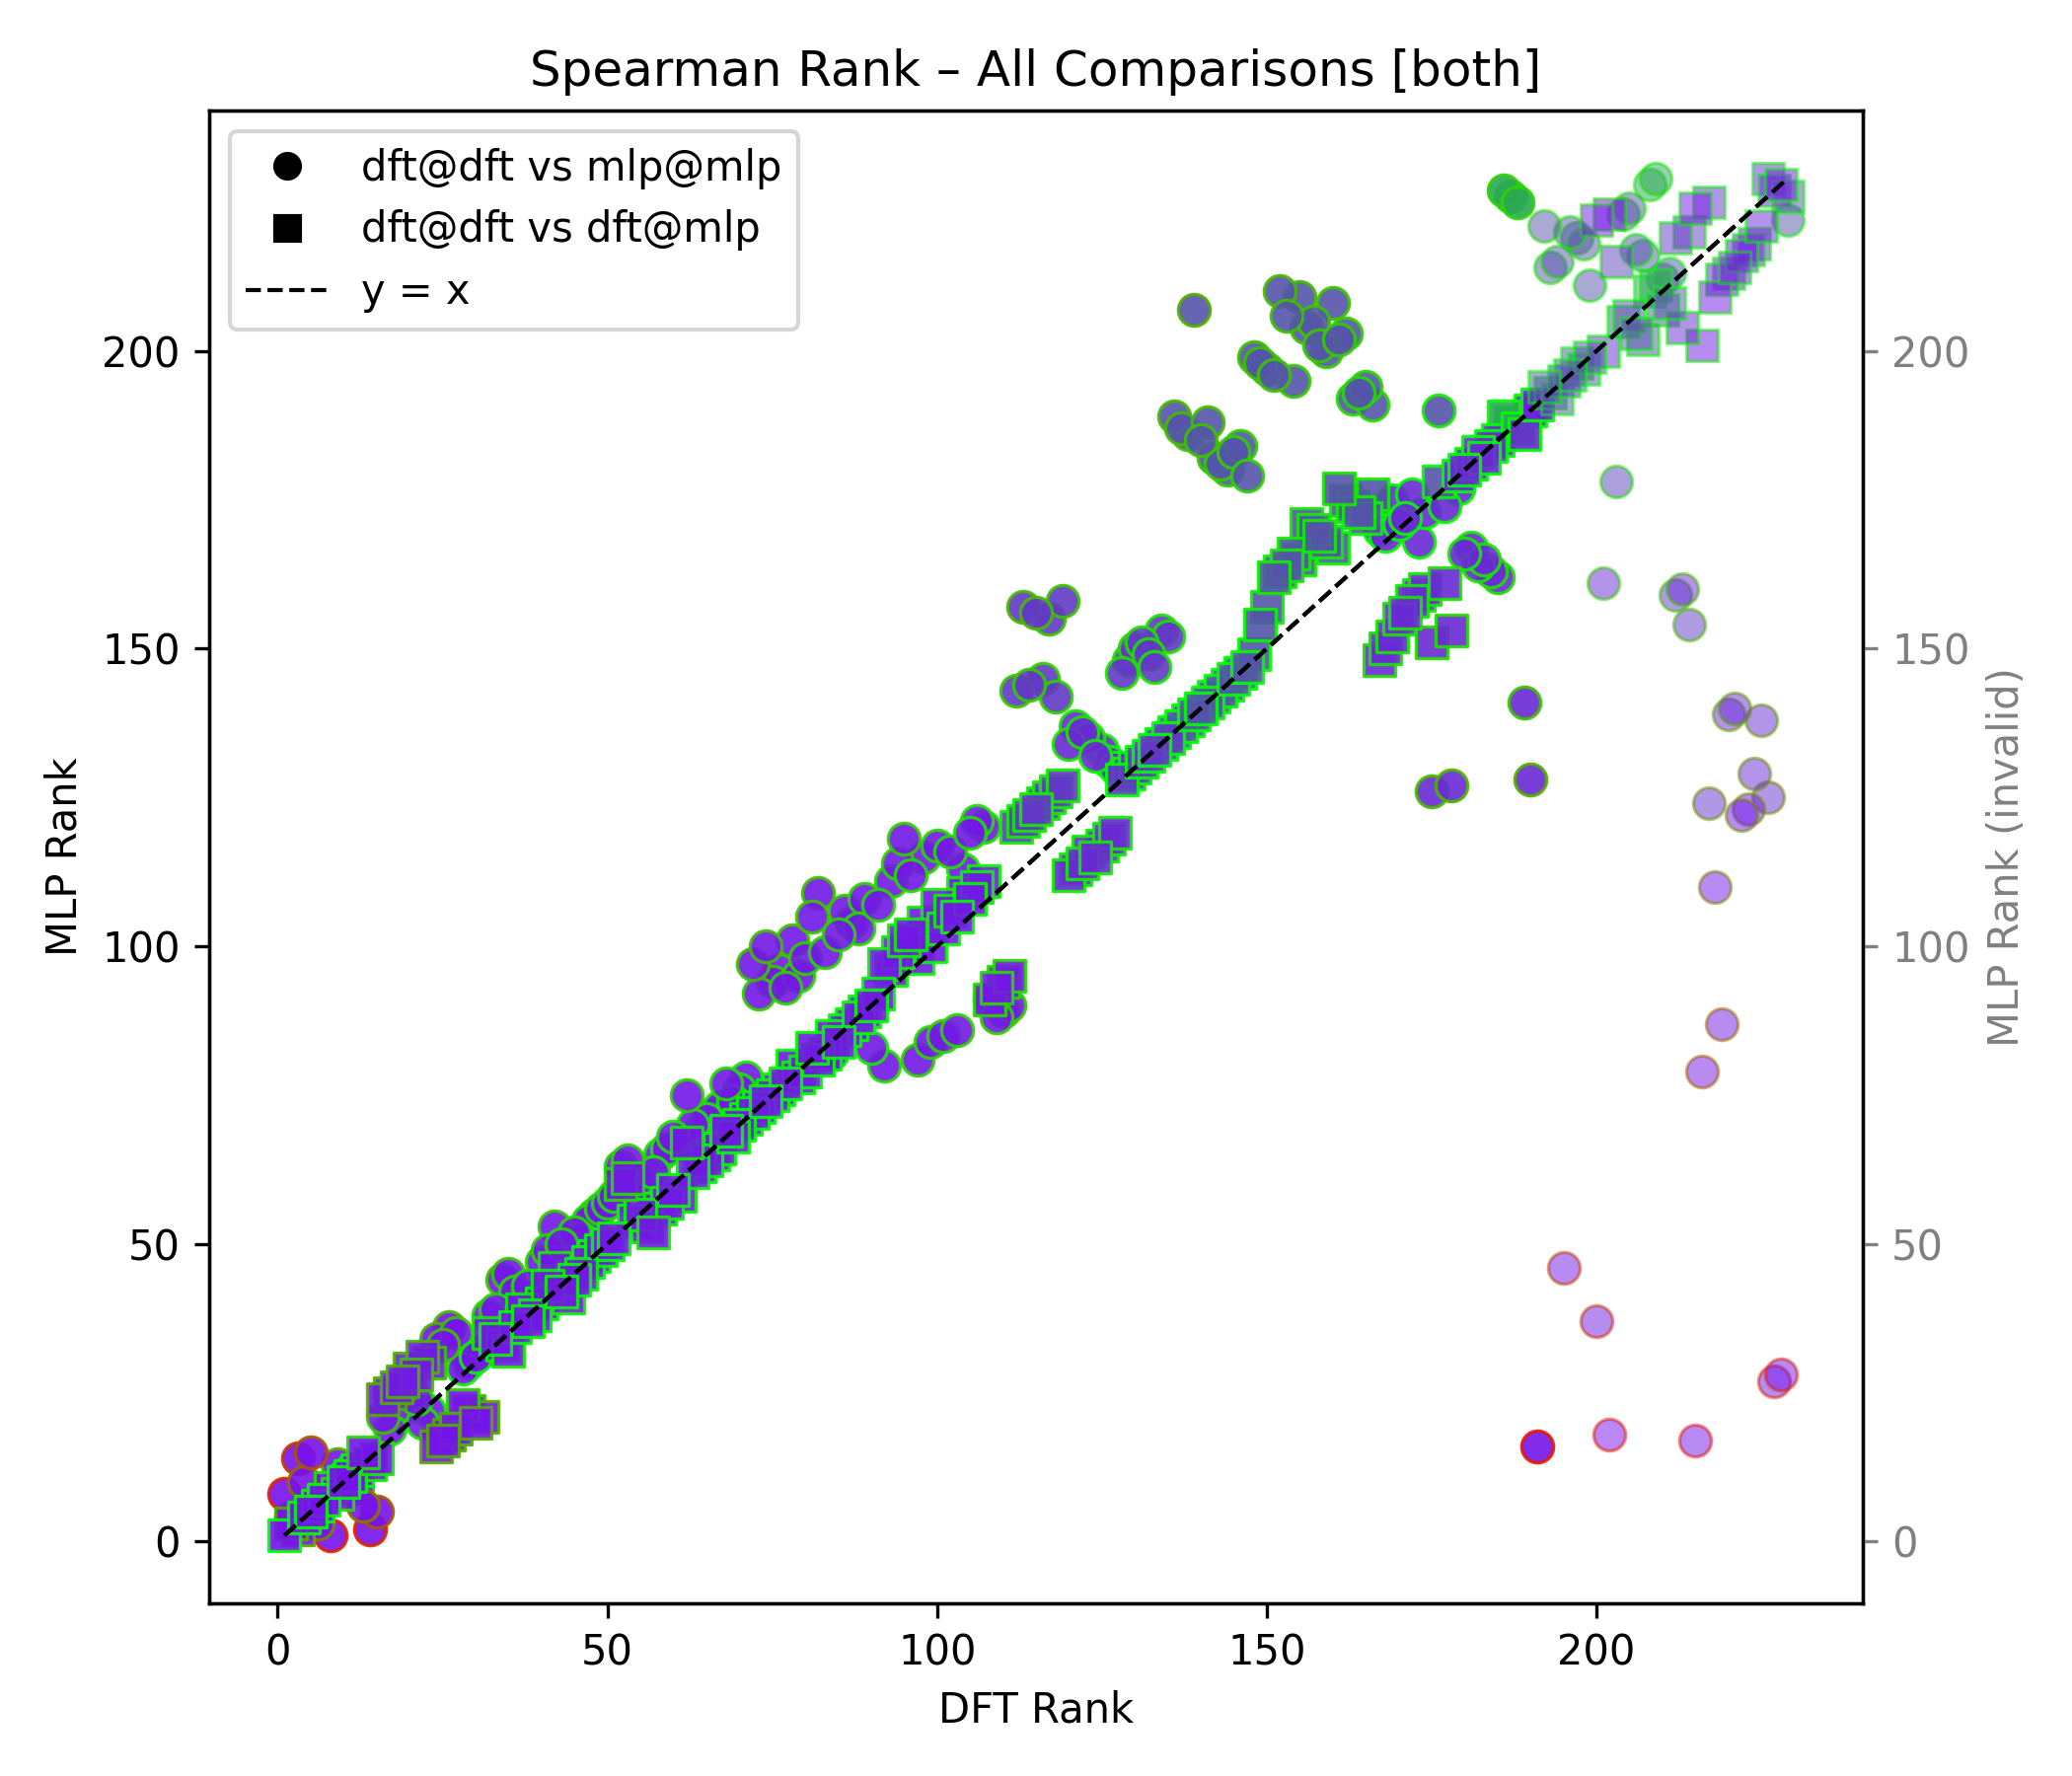 Spearman Rank – All Comparisons [both]
dft@dft vs mlp@mlp
dft@dft vs dft@mlp
y = x
MLP Rank
200
150
100
50
0
200
150
100
50
0
MLP Rank (invalid)
0 50 100 150 200
DFT Rank